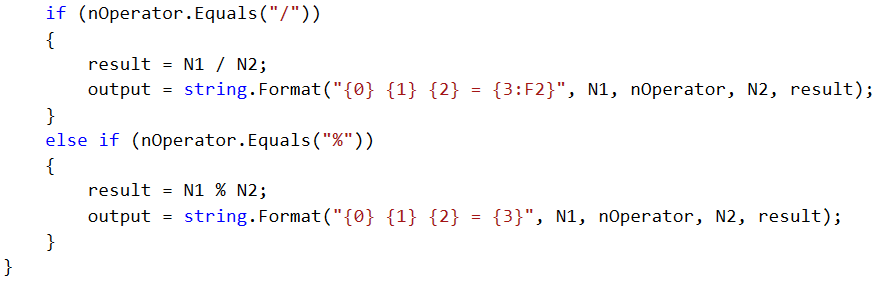 if (nOperator.Equals("/"))
{
result = N1 / N2;
output = string.Format("{0} {1} {2} = {3:F2}", N1, nOperator, N2, result);
}
else if (nOperator.Equals("%"))
{
result = N1 % N2;
output = string.Format("{0} {1} {2} = {3}", N1, nOperator, N2, result);
}
}